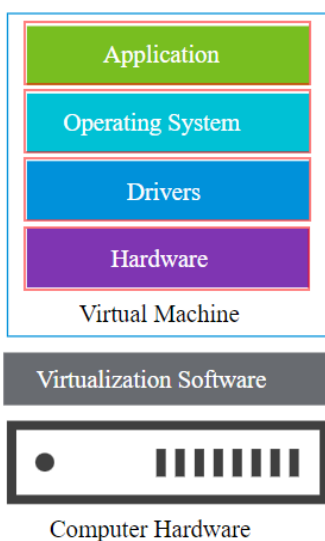 Application
Operating System
Drivers
Hardware
Virtual Machine
Virtualization Software
Computer Hardware